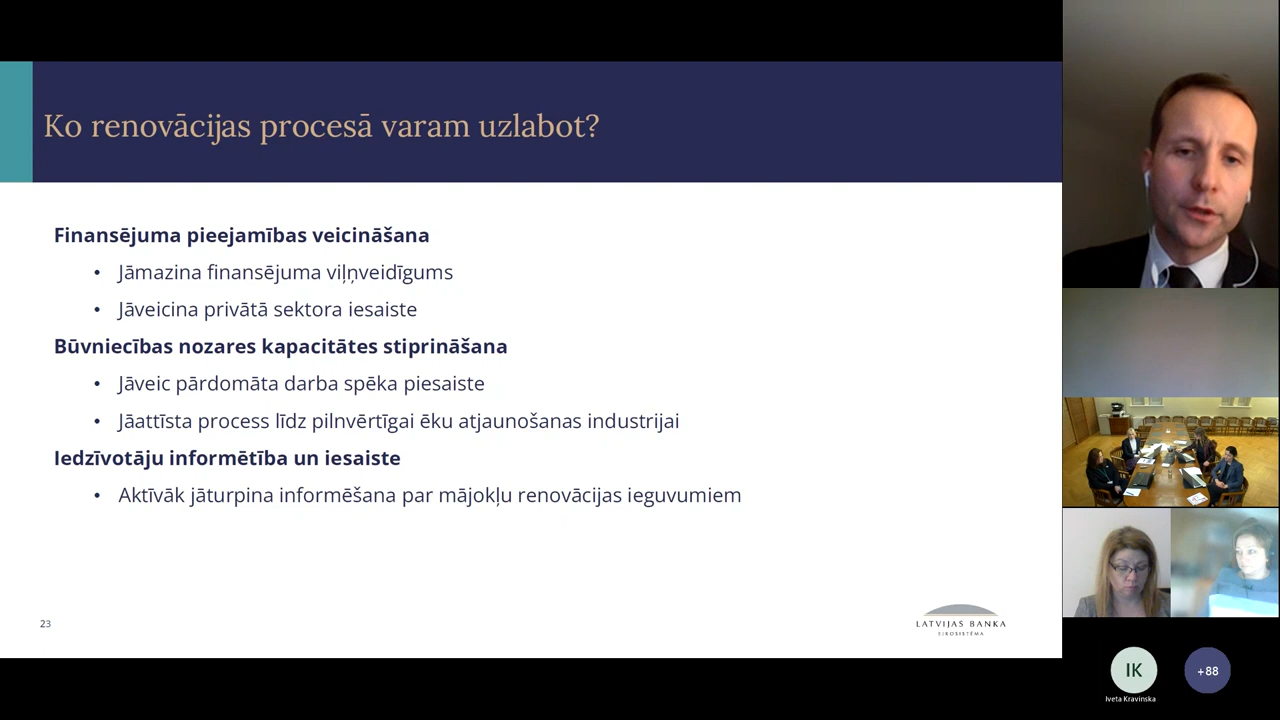 Ko renovācijas procesā varam uzlabot?
Finansējuma pieejamības veicināšana
• Jāmazina finansējuma viļņveidīgums
• Jāveicina privātā sektora iesaiste
Būvniecības nozares kapacitātes stiprināšana
• Jāveic pārdomāta darba spēka piesaiste
• Jāattīsta process līdz pilnvērtīgai ēku atjaunošanas industrijai
Iedzīvotāju informētība un iesaiste
• Aktīvāk jāturpina informēšana par mājokļu renovācijas ieguvumiem
23
LATVIJAS BANKA
EIROSISTĒMA
IK
+88
Iveta Kravinska